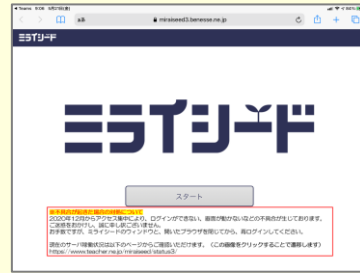 miraiseed3.benesse.ne.jp
ミライシード
ミライシード
スタート
※不具合が起きた場合の対処について
2020年12月からアクセス集中により、ログインができない、画面が動かないなどの不具合が生じております。
ご迷惑をおかけし、誠に申し訳ございません。
お手数ですが、ミライシードのウィンドウと、開いたブラウザを閉じてから、再ログインしてください。
現在のサーバ稼働状況は以下のページからご確認いただけます。（この画像をクリックすることで遷移します）
https://www.teacher.ne.jp/miraiseed/status3/